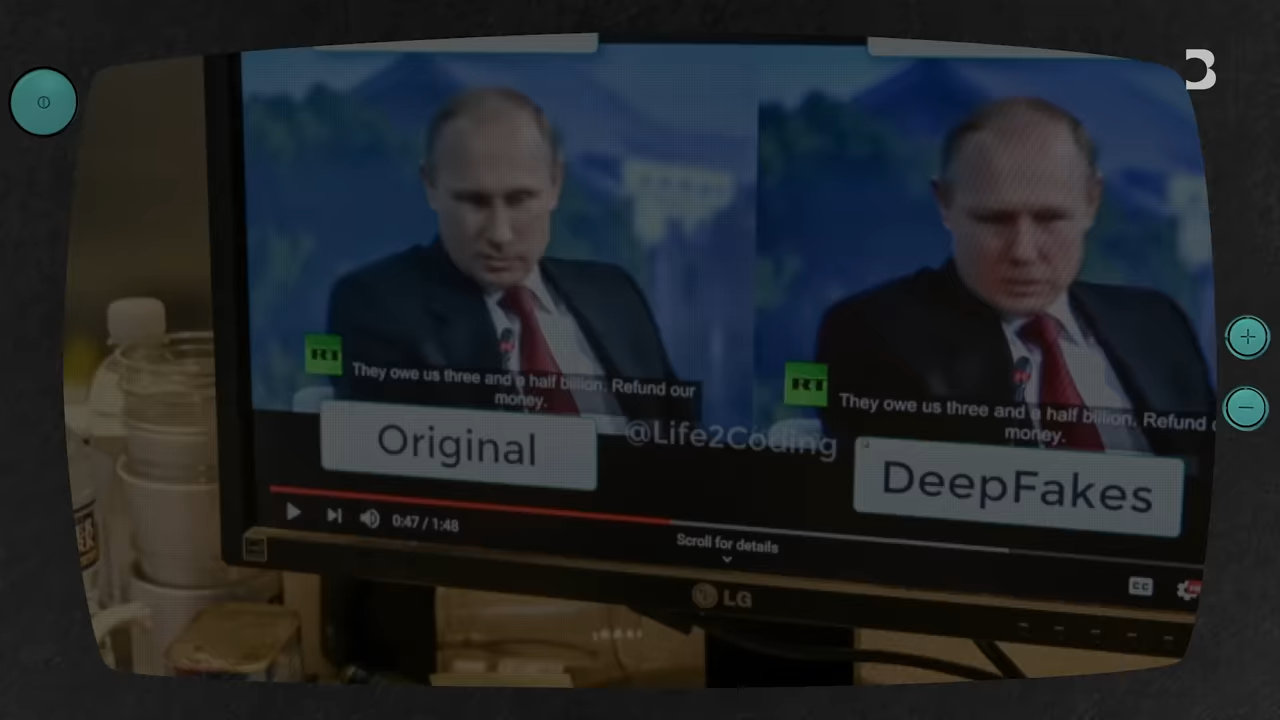 3
RT
They owe us three and a half billion. Refund our
money.
Original
@Life2Coding
RT
They owe us three and a half billion. Refund
money.
DeepFakes
0:47 / 1:48
Scroll for details
CC
LG